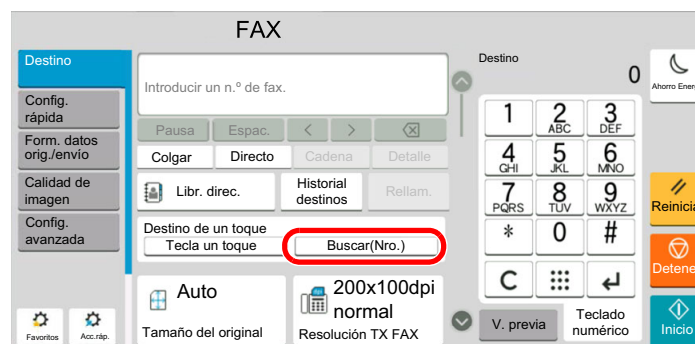 FAX
Destino
Config.
rápida
Form. datos
orig./envío
Calidad de
imagen
Config.
avanzada
Favoritos
Acc.ráp.
Introducir un n.º de fax.
Pausa
Espac.
Colgar
Directo
Cadena
Detalle
Libr. direc.
Historial
destinos
Rellam.
Destino de un toque
Tecla un toque
Buscar(Nro.)
Auto
Tamaño del original
200x100dpi
normal
Resolución TX FAX
Destino
0
1
2
ABC
3
DEF
4
GHI
5
JKL
6
MNO
7
PQRS
8
TUV
9
WXYZ
*
0
#
C
V. previa
Teclado
numérico
Ahorro Ener
Reinicia
Detene
Inicio